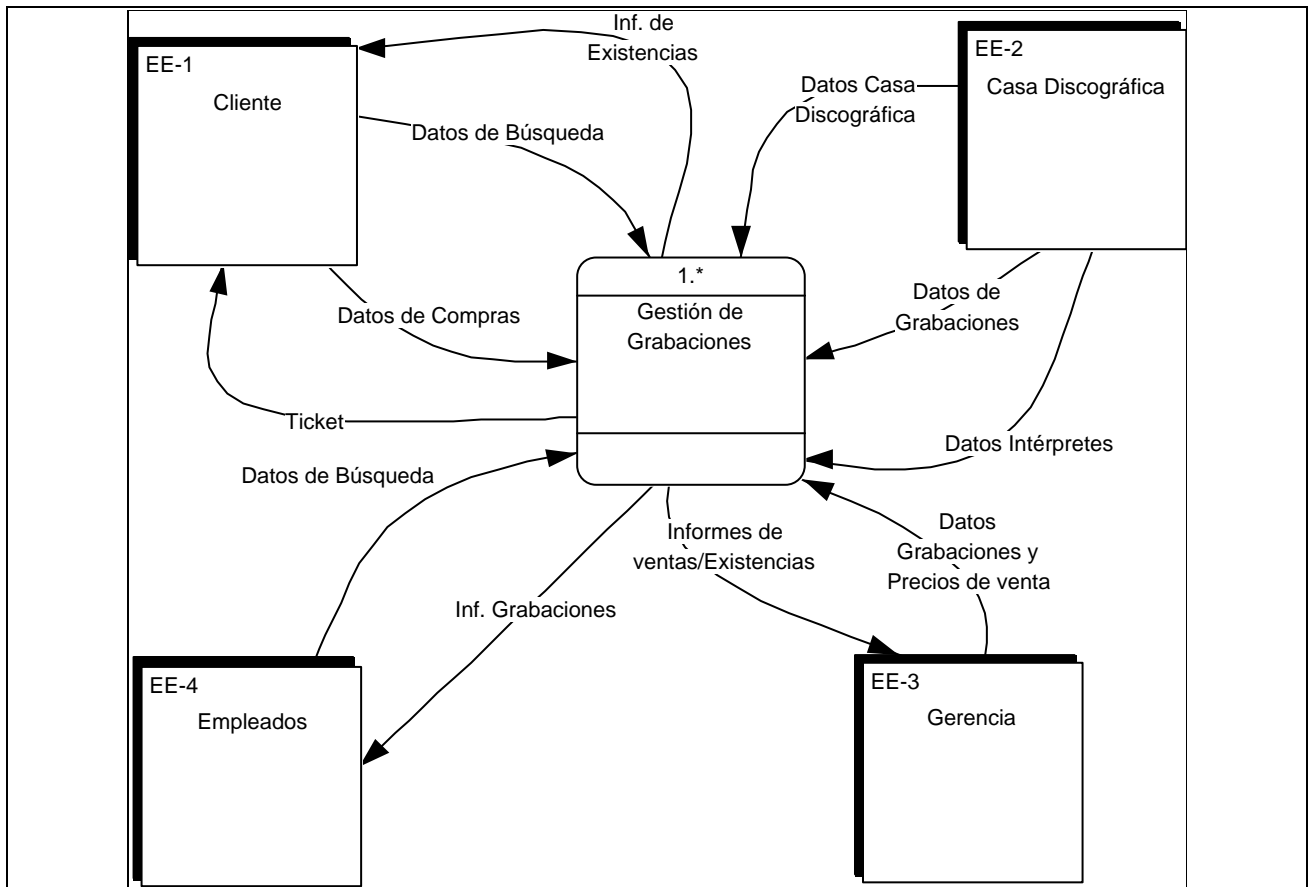 Inf. de
Existencias
EE-1
Cliente
EE-2
Casa Discográfica
Datos Casa
Discográfica
Datos de Búsqueda
1.*
Gestión de
Grabaciones
Datos de
Grabaciones
Datos de Compras
Ticket
Datos Intérpretes
Datos de Búsqueda
Informes de
ventas/Existencias
Datos
Grabaciones y
Precios de venta
Inf. Grabaciones
EE-4
Empleados
EE-3
Gerencia